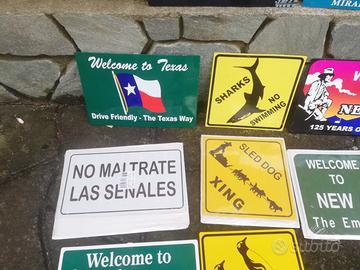 MIRA
Welcome to Texas
Drive Friendly - The Texas Way
SHARKS
NO
SWIMMING
NE
125 YEARS O
NO MALTRATE
LAS SEÑALES
SLED DOG
XING
WELCOME
TO
NEW
The Em
Welcome to
subito